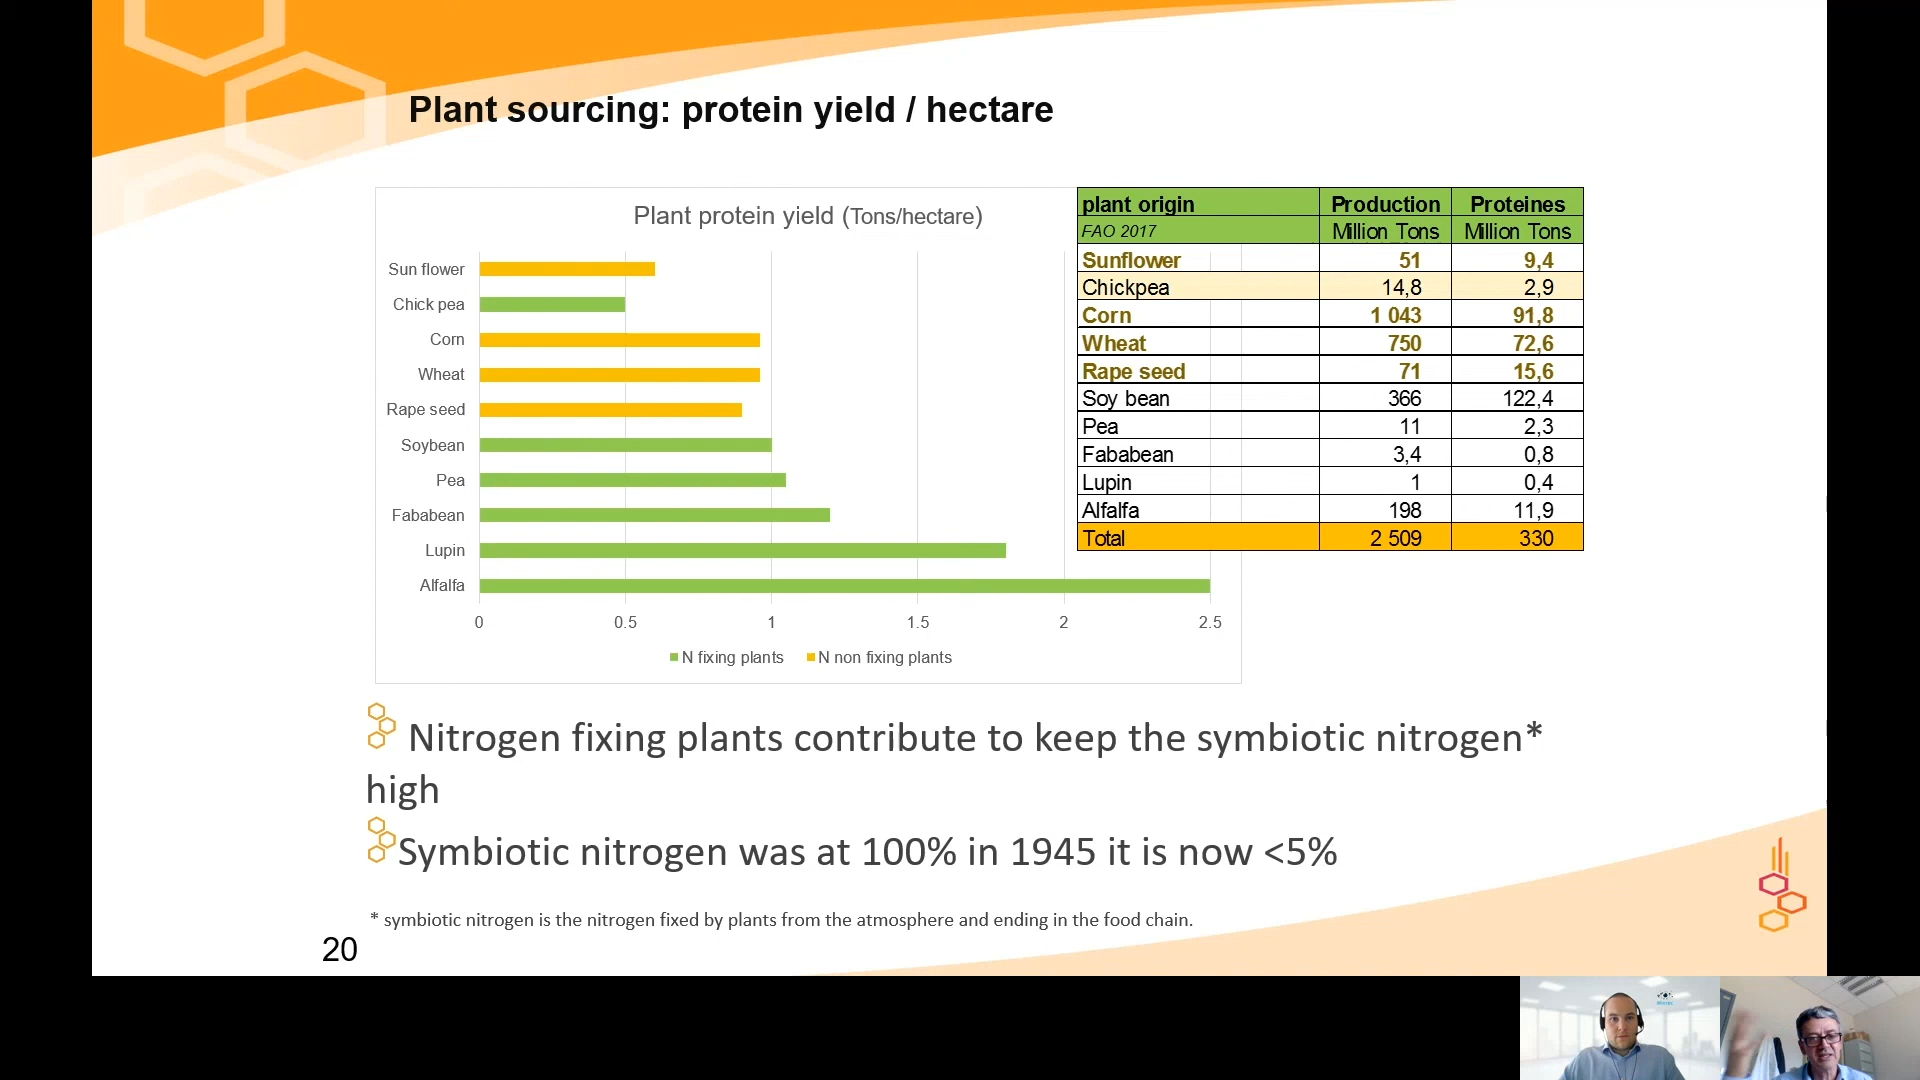 Plant sourcing: protein yield / hectare
Plant protein yield (Tons/hectare)
Sun flower
Chick pea
Corn
Wheat
Rape seed
Soybean
Pea
Fababean
Lupin
Alfalfa
0 0.5 1 1.5 2 2.5
N fixing plants N non fixing plants
plant origin Production Proteines
FAO 2017 Million Tons Million Tons
Sunflower 51 9,4
Chickpea 14,8 2,9
Corn 1 043 91,8
Wheat 750 72,6
Rape seed 71 15,6
Soy bean 366 122,4
Pea 11 2,3
Fababean 3,4 0,8
Lupin 1 0,4
Alfalfa 198 11,9
Total 2 509 330
Nitrogen fixing plants contribute to keep the symbiotic nitrogen*
high
Symbiotic nitrogen was at 100% in 1945 it is now <5%
* symbiotic nitrogen is the nitrogen fixed by plants from the atmosphere and ending in the food chain.
20